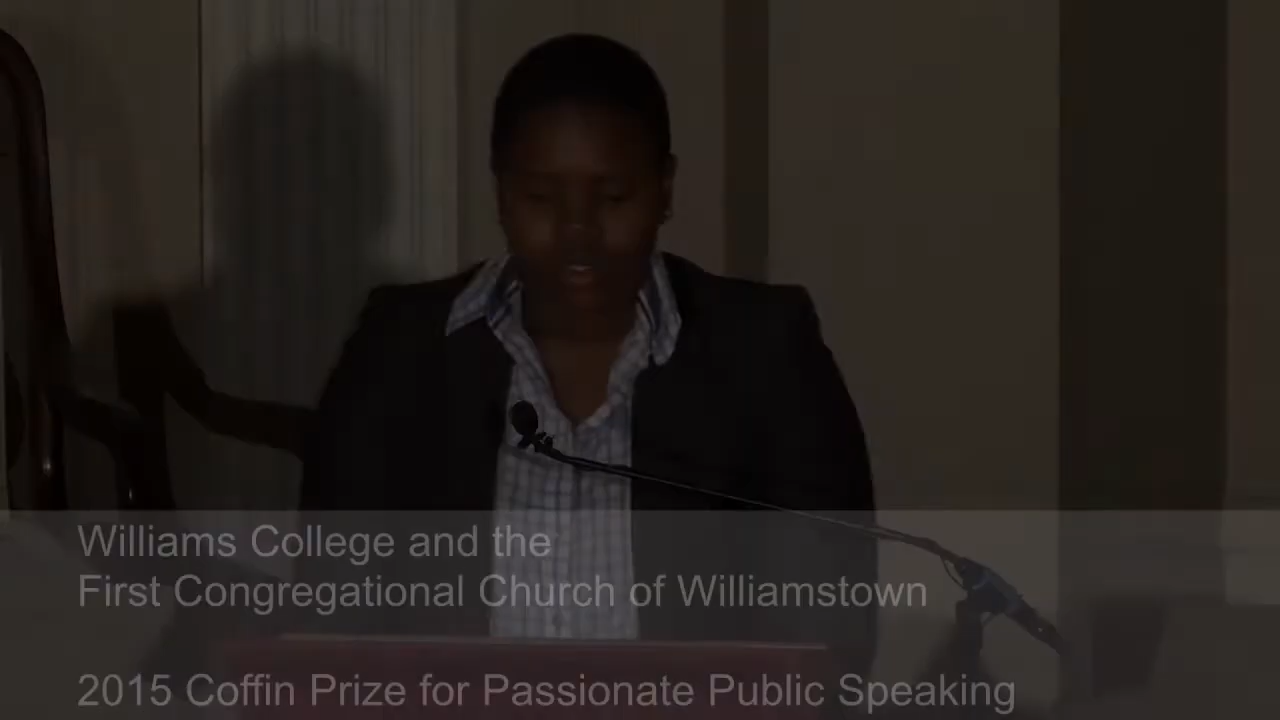 Williams College and the
First Congregational Church of Williamstown
2015 Coffin Prize for Passionate Public Speaking